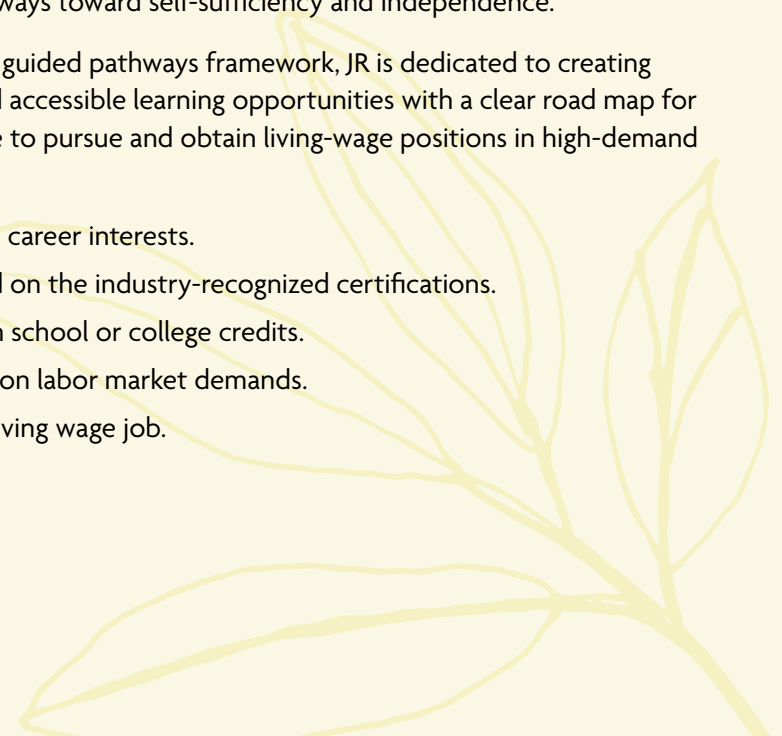 ways toward self-sufficiency and independence.
guided pathways framework, JR is dedicated to creating
accessible learning opportunities with a clear road map for
to pursue and obtain living-wage positions in high-demand
career interests.
on the industry-recognized certifications.
school or college credits.
on labor market demands.
ving wage job.